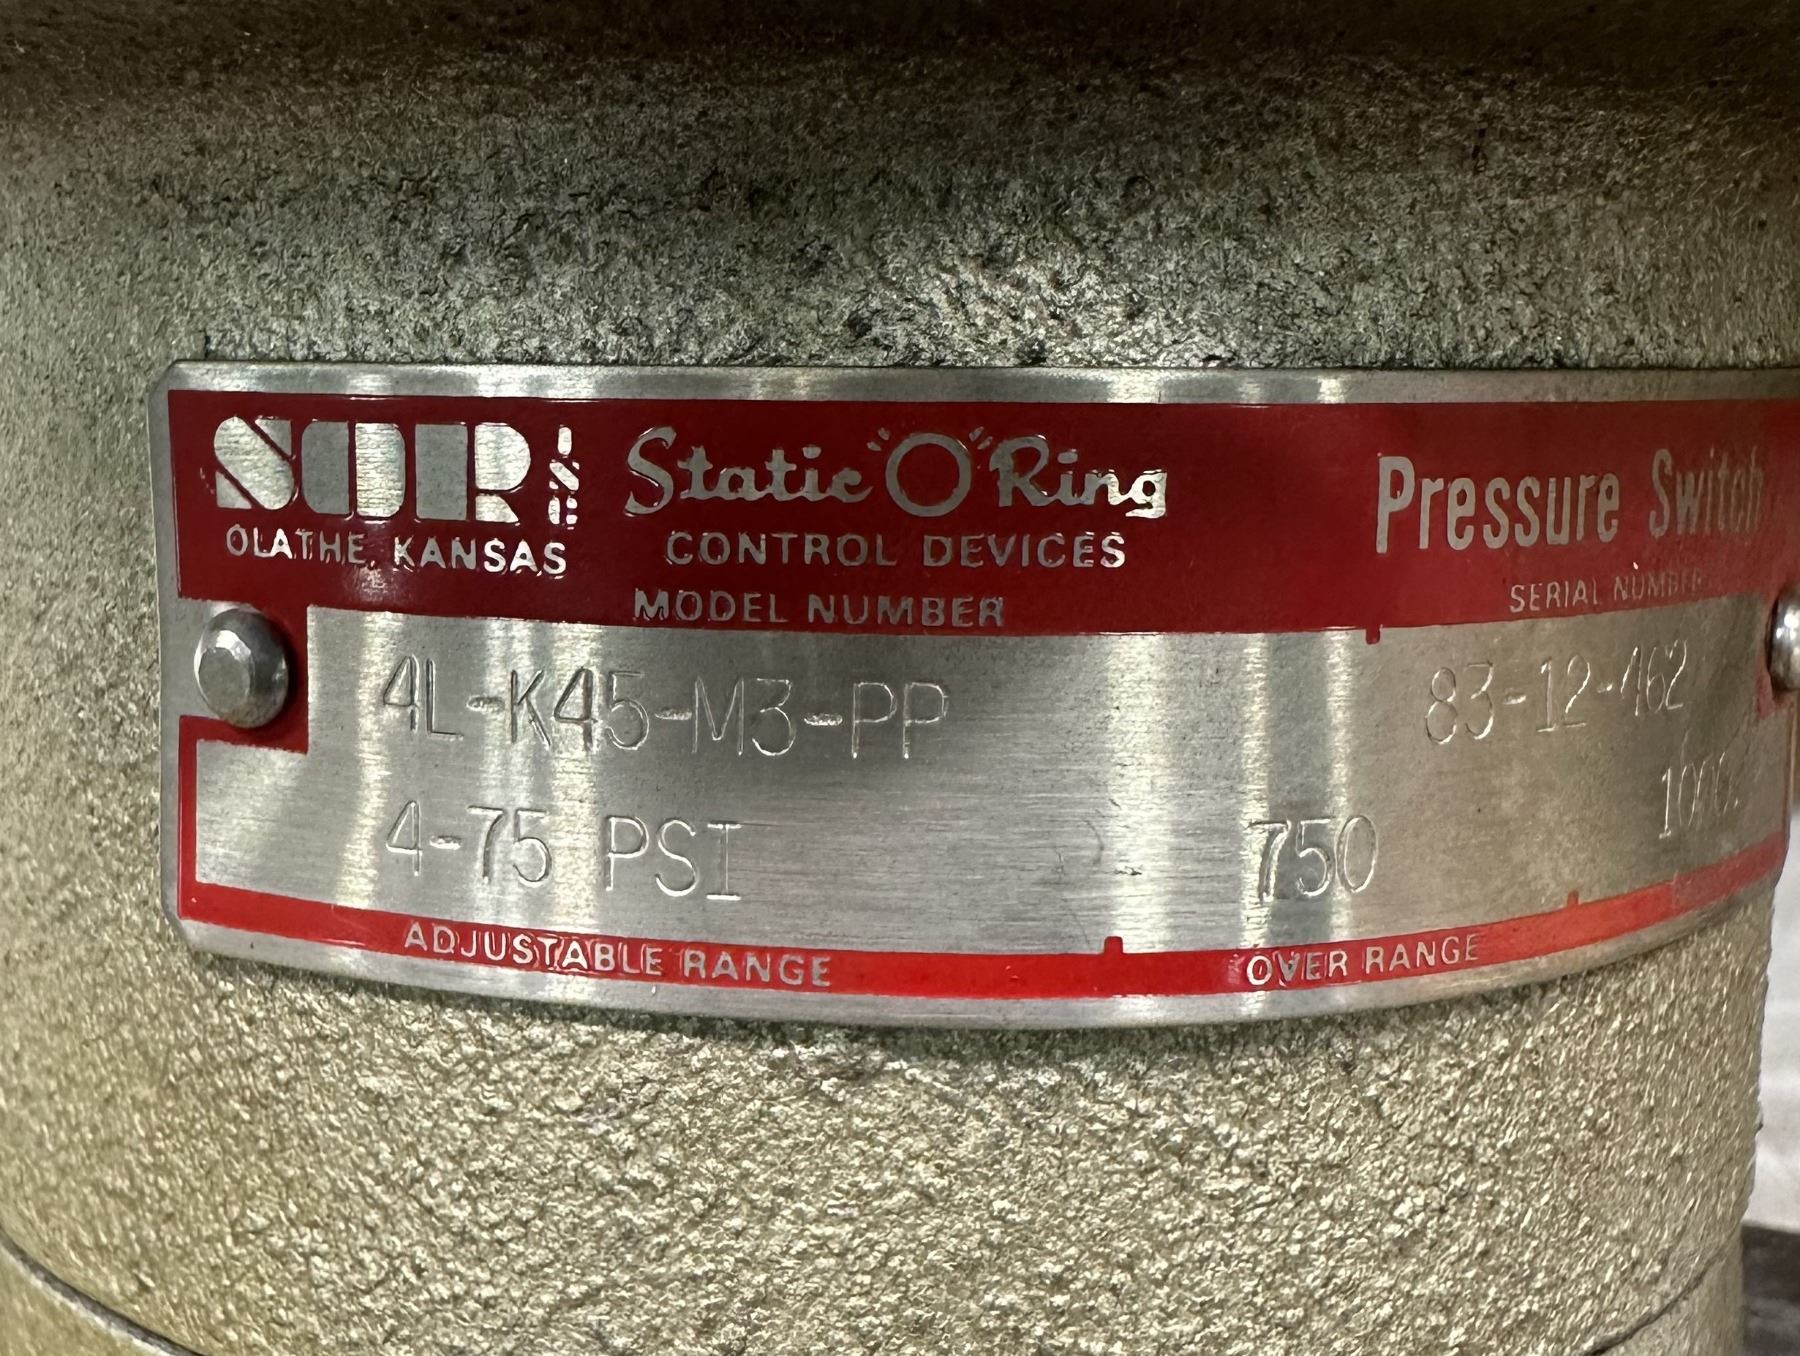 SOR INC Static "O" Ring Pressure Switch
OLATHE, KANSAS CONTROL DEVICES
MODEL NUMBER SERIAL NUMBER
4L-K45-M3-PP 83-12-462
4-75 PSI 750
ADJUSTABLE RANGE OVER RANGE